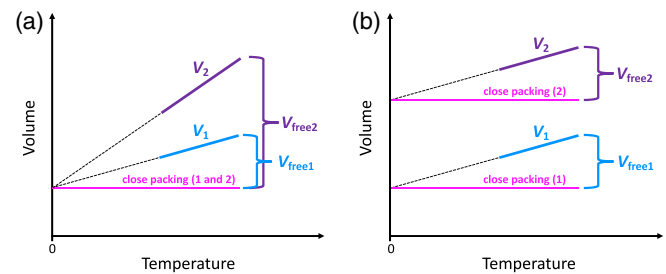 (a)
Volume
V2
V1
close packing (1 and 2)
Vfree2
Vfree1
0
Temperature
(b)
Volume
V2
close packing (2)
Vfree2
V1
close packing (1)
Vfree1
0
Temperature